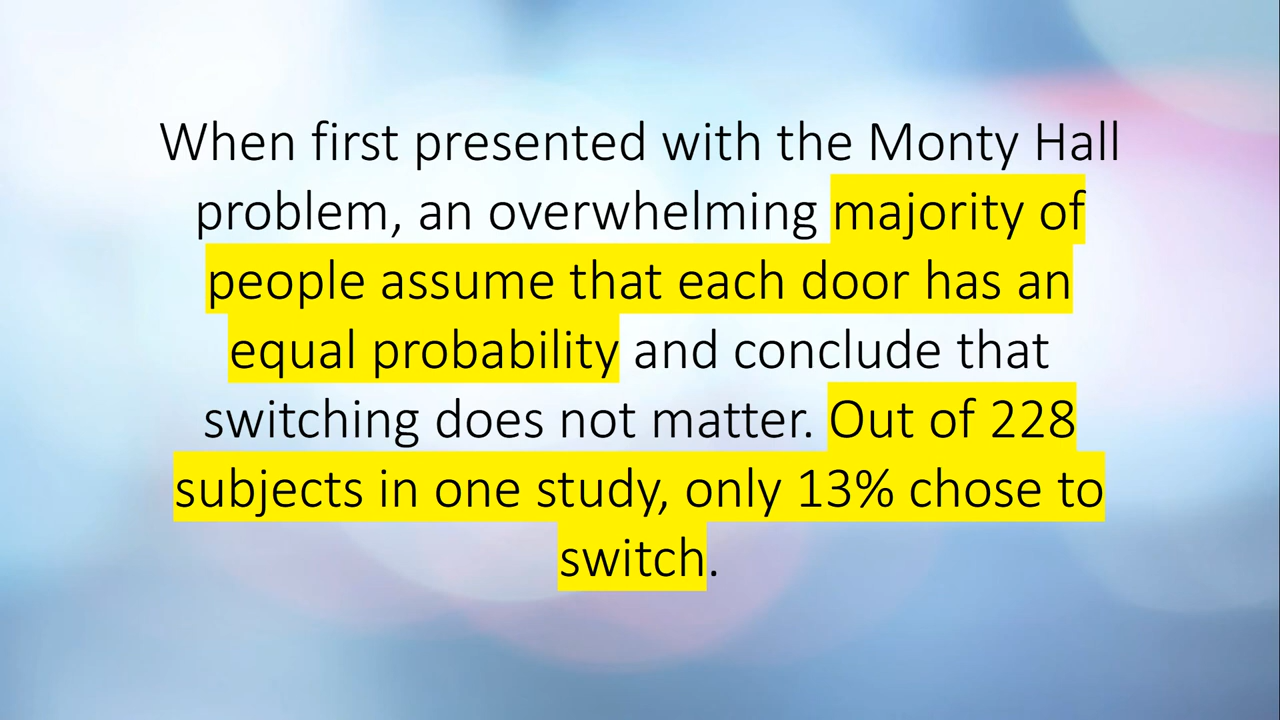 When first presented with the Monty Hall
problem, an overwhelming majority of
people assume that each door has an
equal probability and conclude that
switching does not matter. Out of 228
subjects in one study, only 13% chose to
switch.